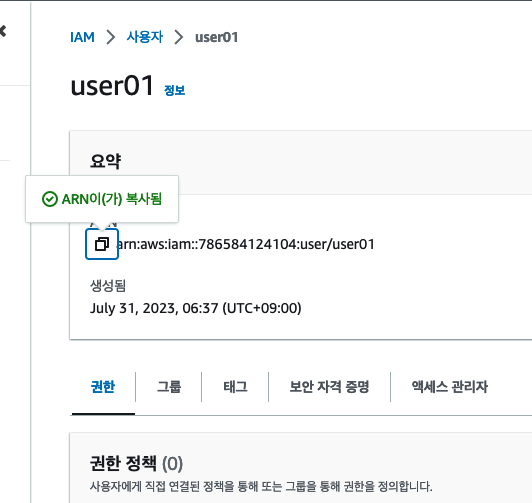 IAM > 사용자 > user01
user01 정보
요약
ARN이(가) 복사됨
arn:aws:iam::786584124104:user/user01
생성됨
July 31, 2023, 06:37 (UTC+09:00)
권한 그룹 태그 보안 자격 증명 액세스 관리자
권한 정책 (0)
사용자에게 직접 연결된 정책을 통해 또는 그룹을 통해 권한을 정의합니다.